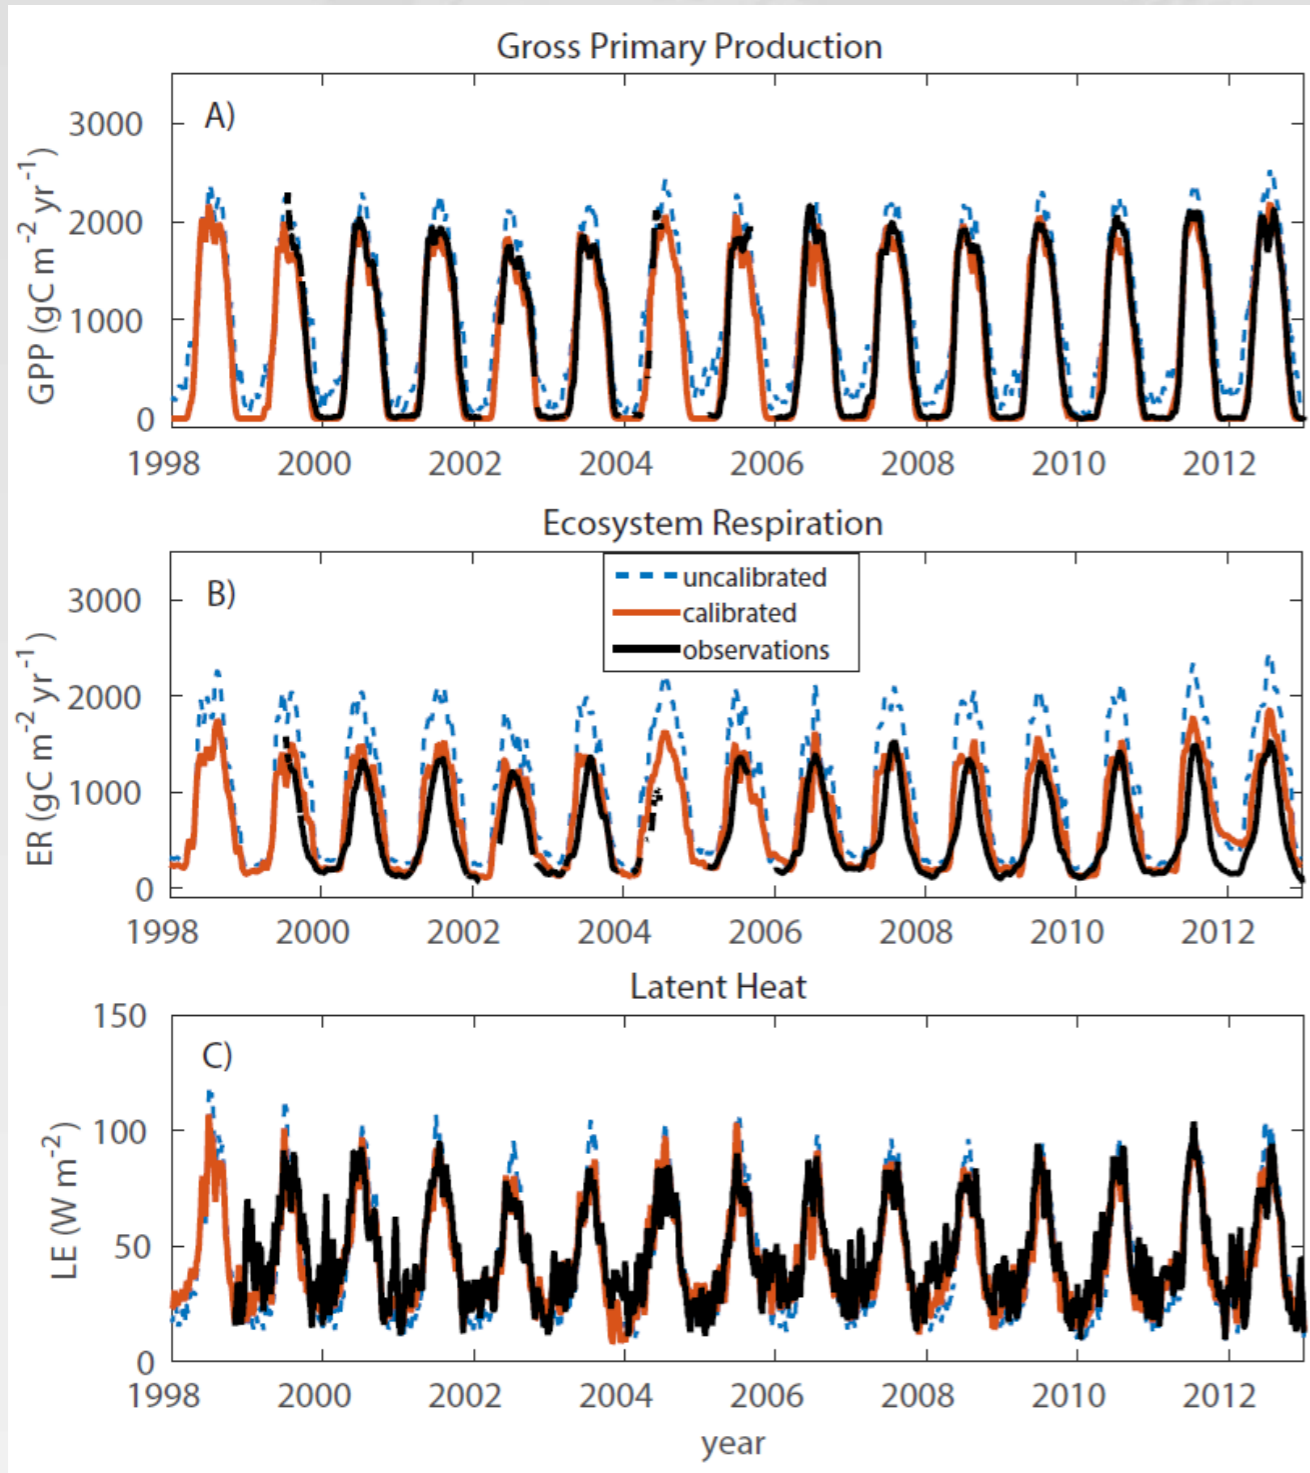 Gross Primary Production
A)
GPP (gC m⁻² yr⁻¹)
3000
2000
1000
0
1998 2000 2002 2004 2006 2008 2010 2012
Ecosystem Respiration
B)
uncalibrated
calibrated
observations
ER (gC m⁻² yr⁻¹)
3000
2000
1000
0
1998 2000 2002 2004 2006 2008 2010 2012
Latent Heat
C)
LE (W m⁻²)
150
100
50
0
1998 2000 2002 2004 2006 2008 2010 2012
year